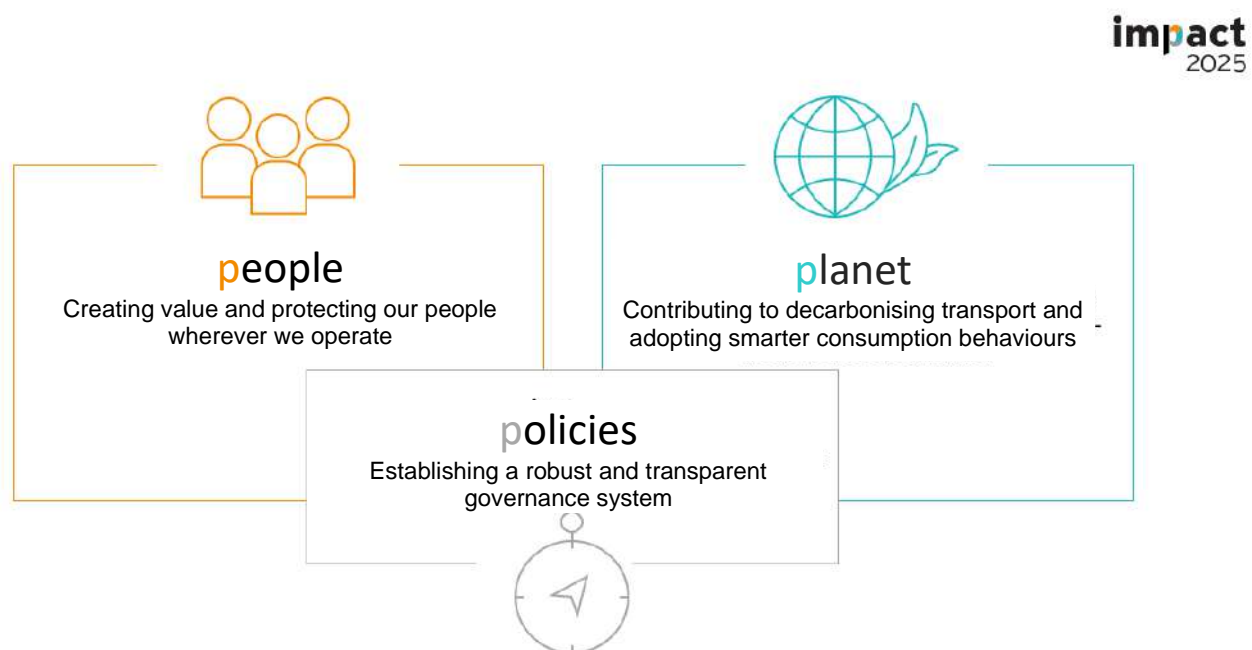 impact
2025
people
Creating value and protecting our people
wherever we operate
planet
Contributing to decarbonising transport and
adopting smarter consumption behaviours
policies
Establishing a robust and transparent
governance system